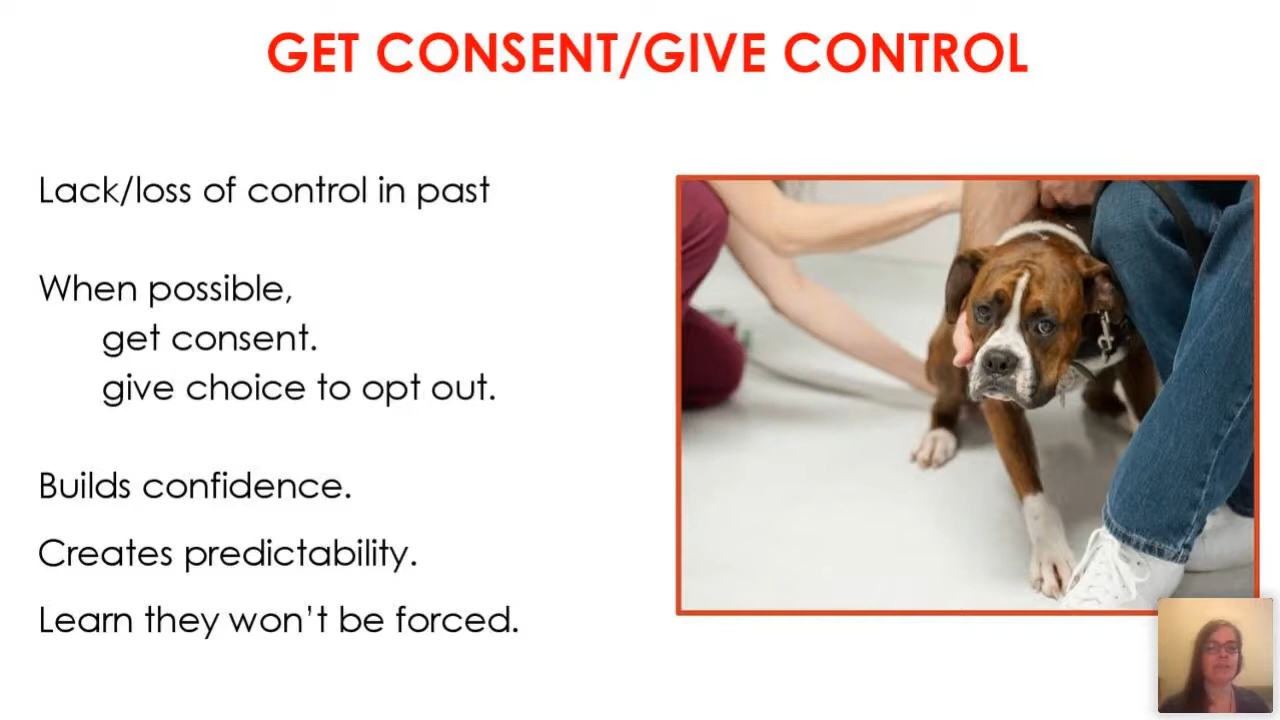 GET CONSENT/GIVE CONTROL
Lack/loss of control in past
When possible,
get consent.
give choice to opt out.
Builds confidence.
Creates predictability.
Learn they won’t be forced.